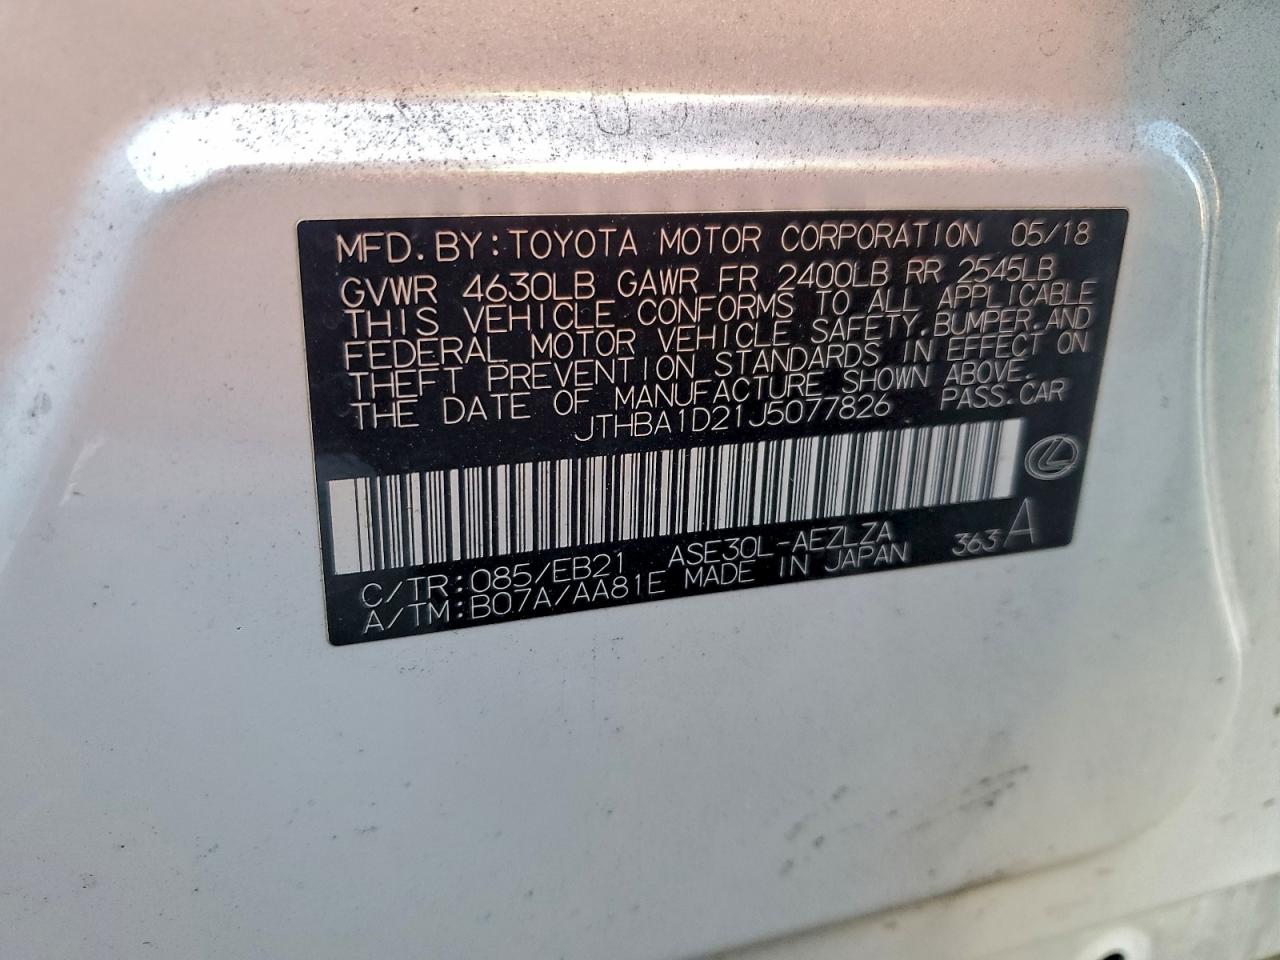 MFD. BY: TOYOTA MOTOR CORPORATION 05/18
GVWR 4630LB GAWR FR 2400LB RR 2545LB
THIS VEHICLE CONFORMS TO ALL APPLICABLE
FEDERAL MOTOR VEHICLE SAFETY, BUMPER, AND
THEFT PREVENTION STANDARDS IN EFFECT ON
THE DATE OF MANUFACTURE SHOWN ABOVE.
JTHBA1D21J5077826 PASS. CAR
C/TR: 085/EB21 ASE30L-AEZLZA 363 A
A/TM: B07A/AA81E MADE IN JAPAN